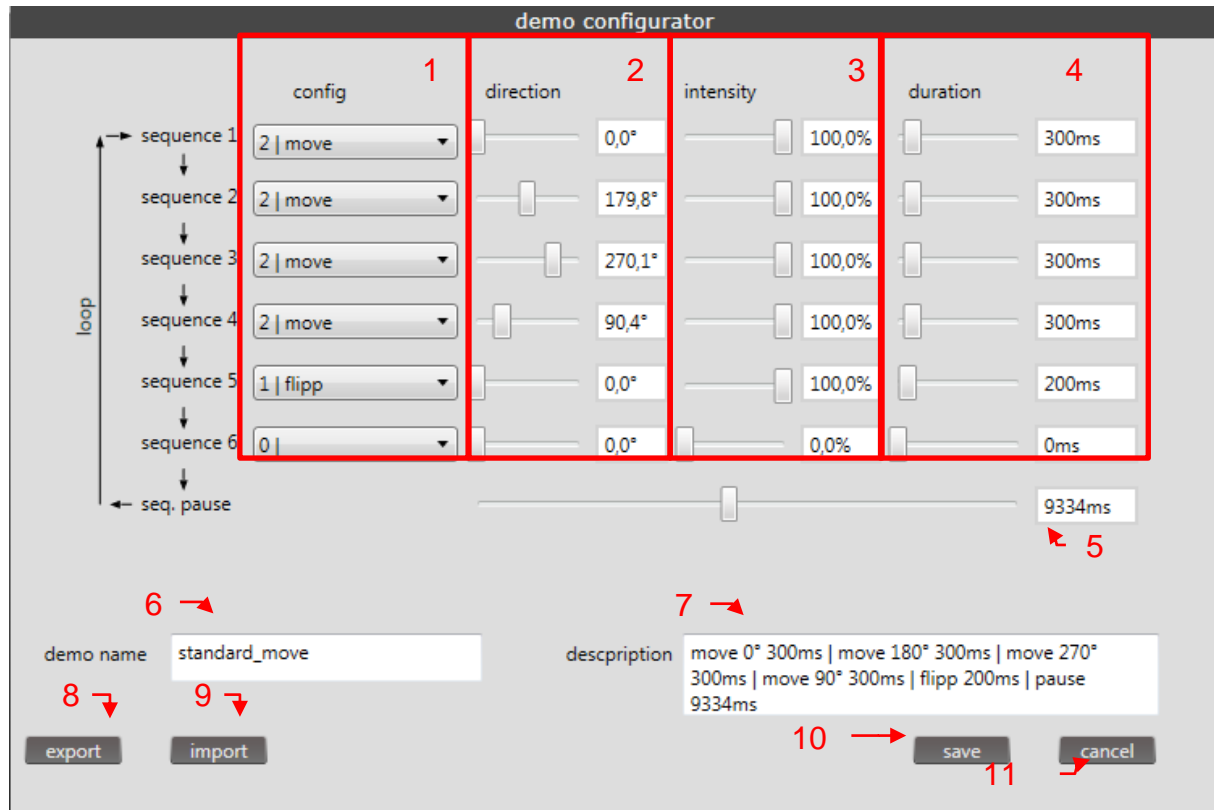 demo configurator
1 2 3 4
config direction intensity duration
sequence 1 2 | move 0,0° 100,0% 300ms
sequence 2 2 | move 179,8° 100,0% 300ms
sequence 3 2 | move 270,1° 100,0% 300ms
loop
sequence 4 2 | move 90,4° 100,0% 300ms
sequence 5 1 | flipp 0,0° 100,0% 200ms
sequence 6 0 | 0,0° 0,0% 0ms
seq. pause 9334ms
5
6 7
demo name standard_move descpription move 0° 300ms | move 180° 300ms | move 270°
300ms | move 90° 300ms | flipp 200ms | pause
9334ms
8 9
10
export import save cancel
11